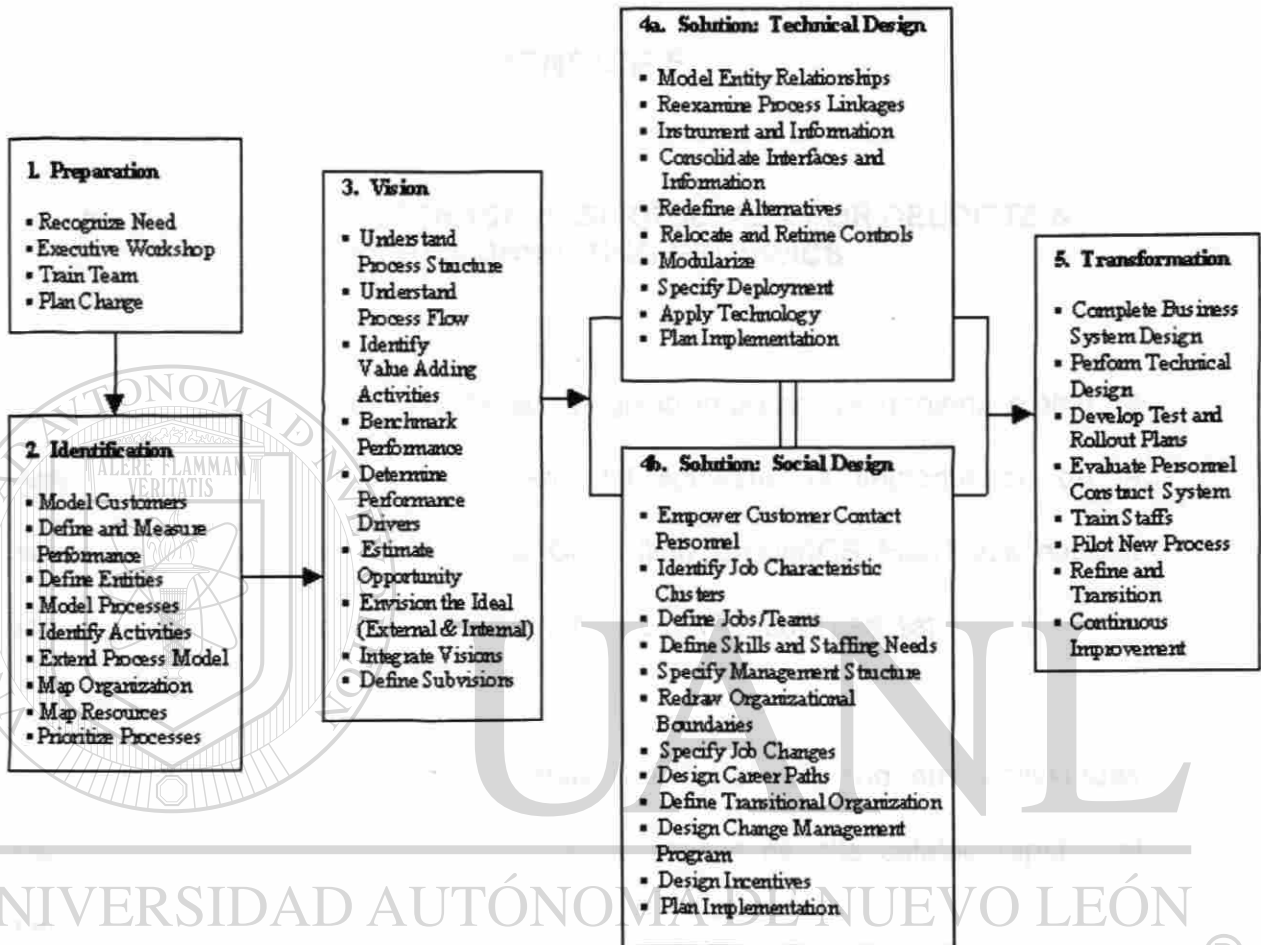 1. Preparation
▪ Recognize Need
▪ Executive Workshop
▪ Train Team
▪ Plan Change
2. Identification
▪ Model Customers
▪ Define and Measure
Performance
▪ Define Entities
▪ Model Processes
▪ Identify Activities
▪ Extend Process Model
▪ Map Organization
▪ Map Resources
▪ Prioritize Processes
3. Vision
▪ Understand
Process Structure
▪ Understand
Process Flow
▪ Identify
Value Adding
Activities
▪ Benchmark
Performance
▪ Determine
Performance
Drivers
▪ Estimate
Opportunity
▪ Envision the Ideal
(External & Internal)
▪ Integrate Visions
▪ Define Subvisions
4a. Solution: Technical Design
▪ Model Entity Relationships
▪ Reexamine Process Linkages
▪ Instrument and Information
▪ Consolidate Interfaces and
Information
▪ Redefine Alternatives
▪ Relocate and Retime Controls
▪ Modularize
▪ Specify Deployment
▪ Apply Technology
▪ Plan Implementation
4b. Solution: Social Design
▪ Empower Customer Contact
Personnel
▪ Identify Job Characteristic
Clusters
▪ Define Jobs/Teams
▪ Define Skills and Staffing Needs
▪ Specify Management Structure
▪ Redraw Organizational
Boundaries
▪ Specify Job Changes
▪ Design Career Paths
▪ Define Transitional Organization
▪ Design Change Management
Program
▪ Design Incentives
▪ Plan Implementation
5. Transformation
▪ Complete Business
System Design
▪ Perform Technical
Design
▪ Develop Test and
Rollout Plans
▪ Evaluate Personnel
Construct System
▪ Train Staffs
▪ Pilot New Process
▪ Refine and
Transition
▪ Continuous
Improvement
ALERE FLAMMAM
VERITATIS
UANL
UNIVERSIDAD AUTÓNOMA DE NUEVO LEÓN
®